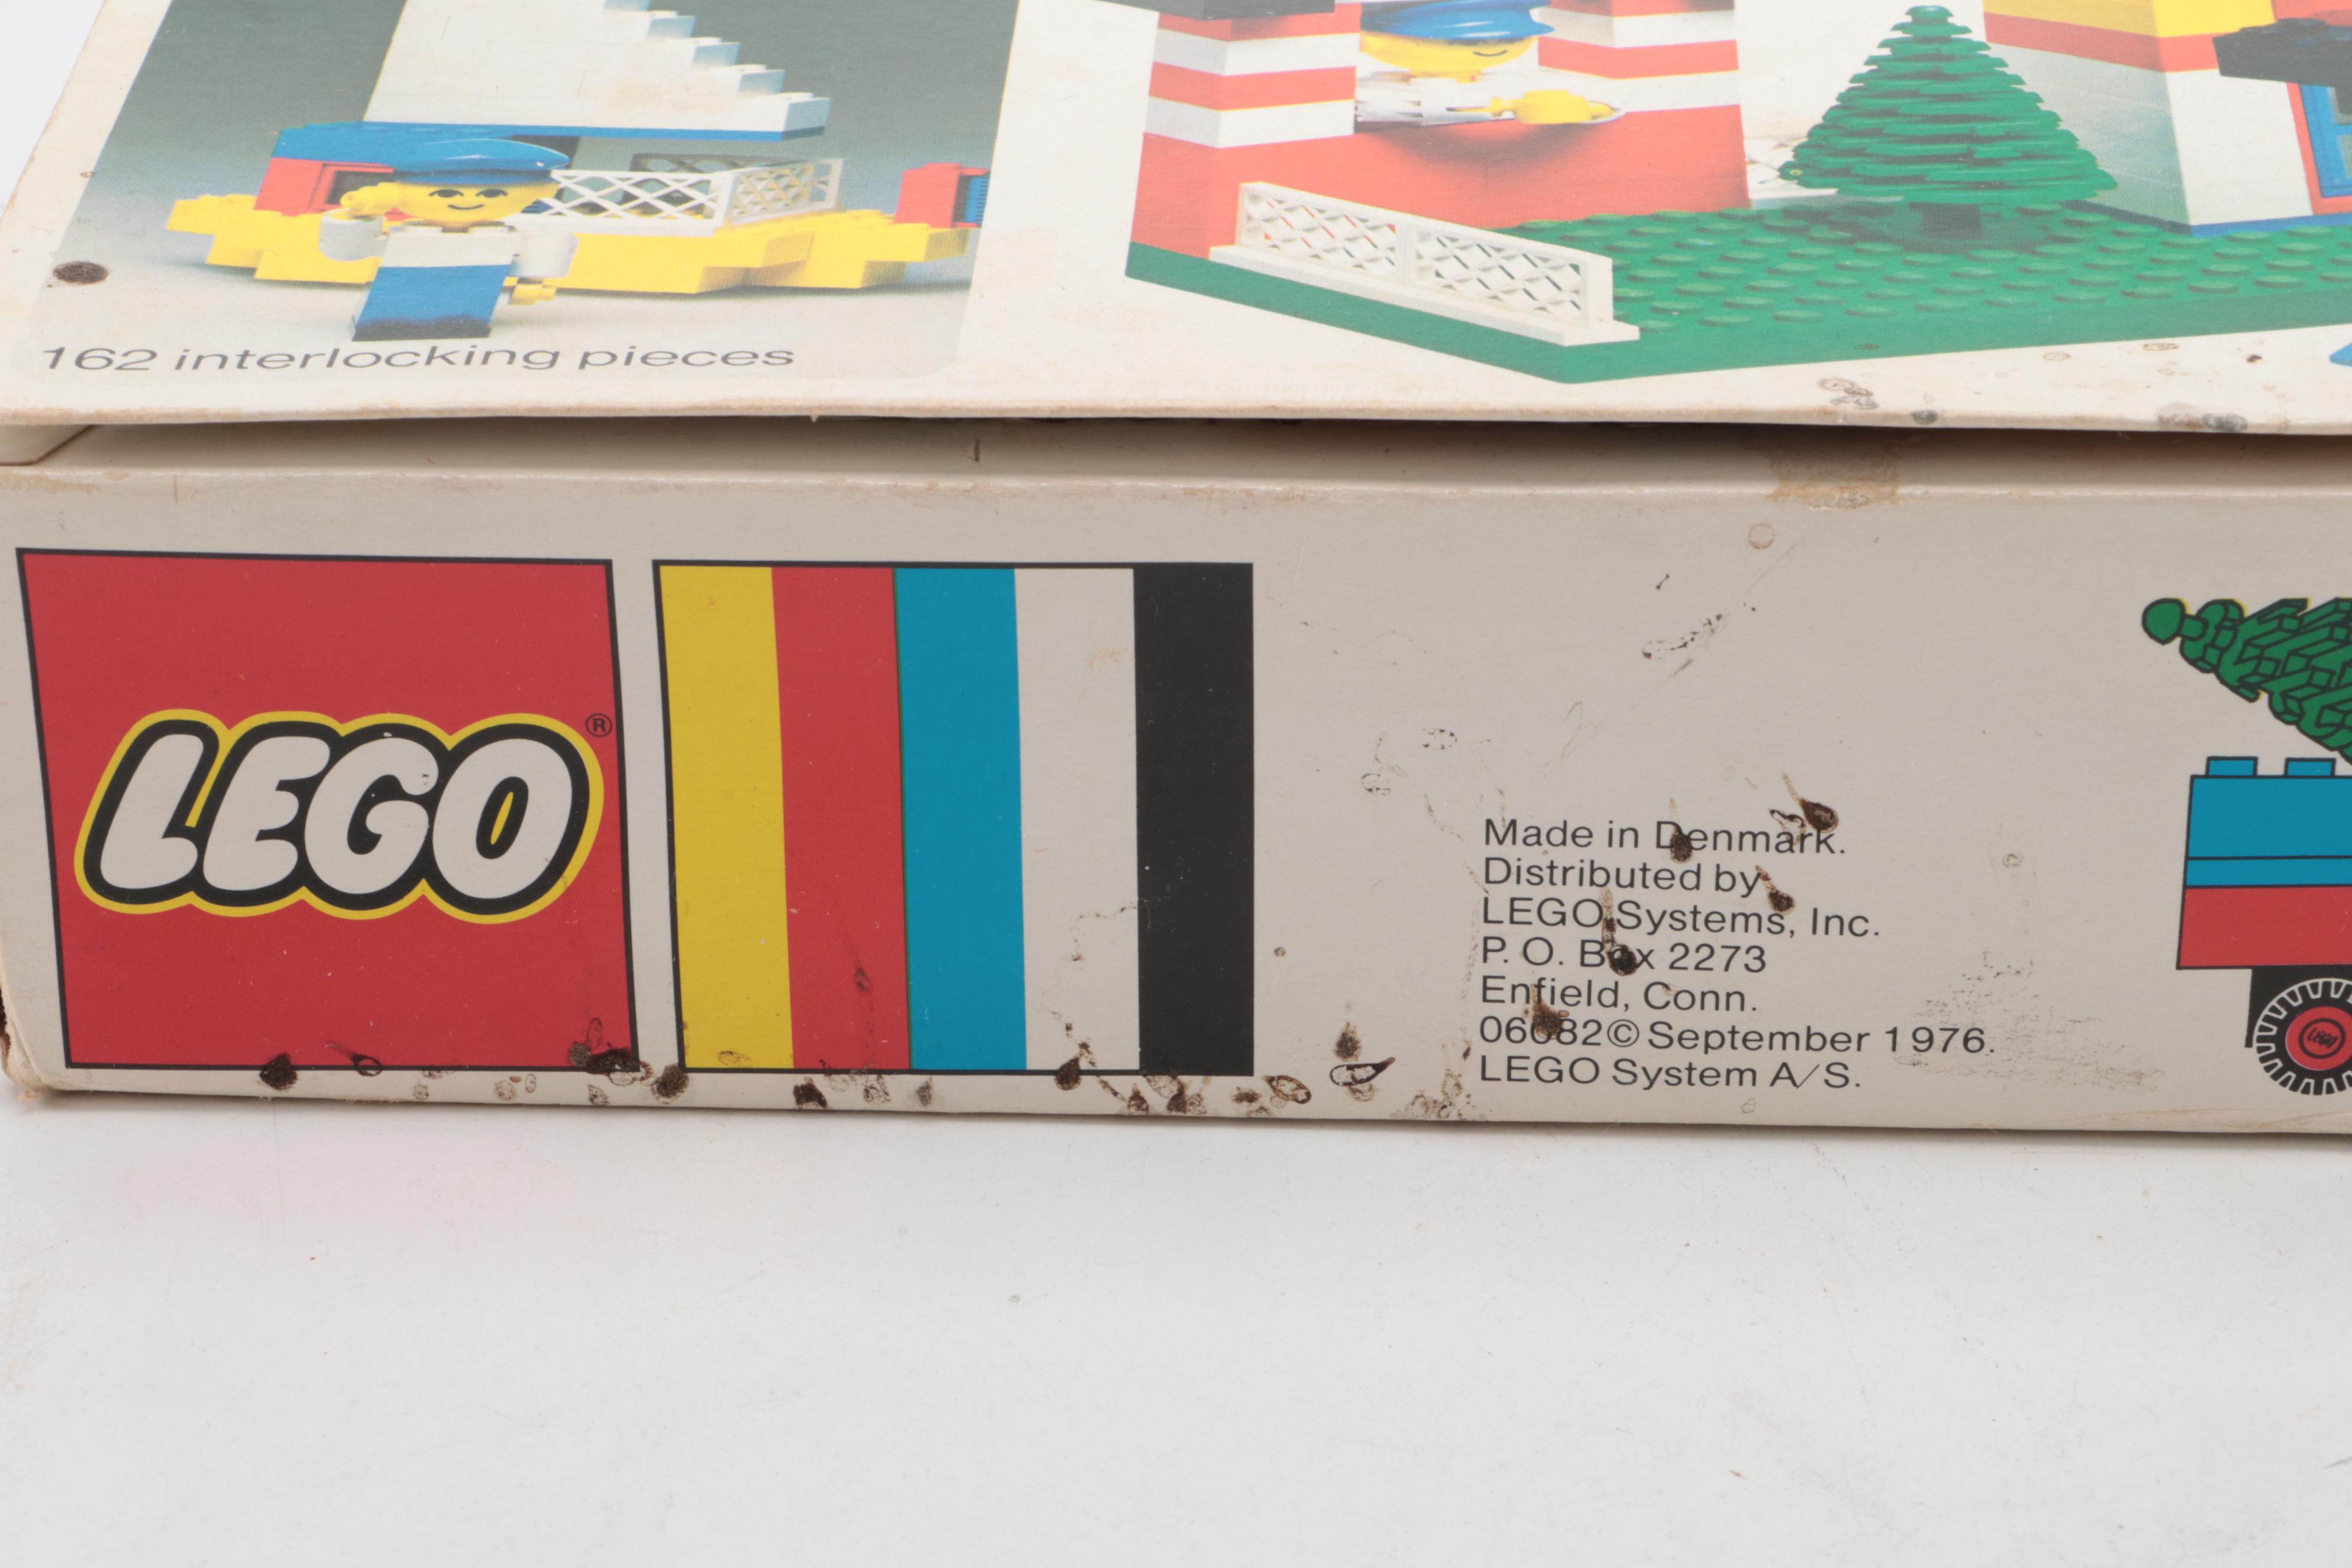 162 interlocking pieces
LEGO®
Made in Denmark.
Distributed by
LEGO Systems, Inc.
P. O. Box 2273
Enfield, Conn.
06082 © September 1976.
LEGO System A/S.
LEGO